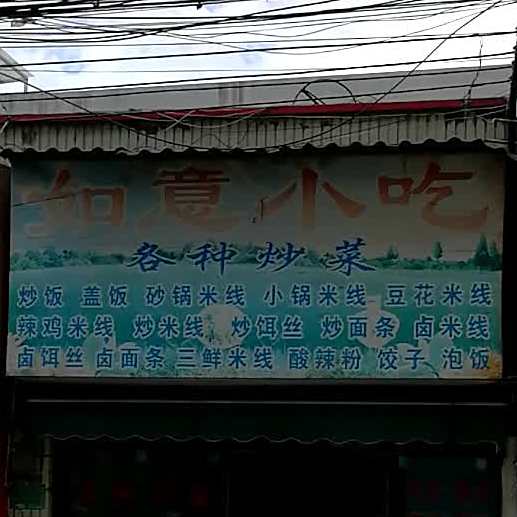 如意小吃
各种炒菜
炒饭 盖饭 砂锅米线 小锅米线 豆花米线
辣鸡米线 炒米线 炒饵丝 炒面条 卤米线
卤饵丝 卤面条 三鲜米线 酸辣粉 饺子 泡饭